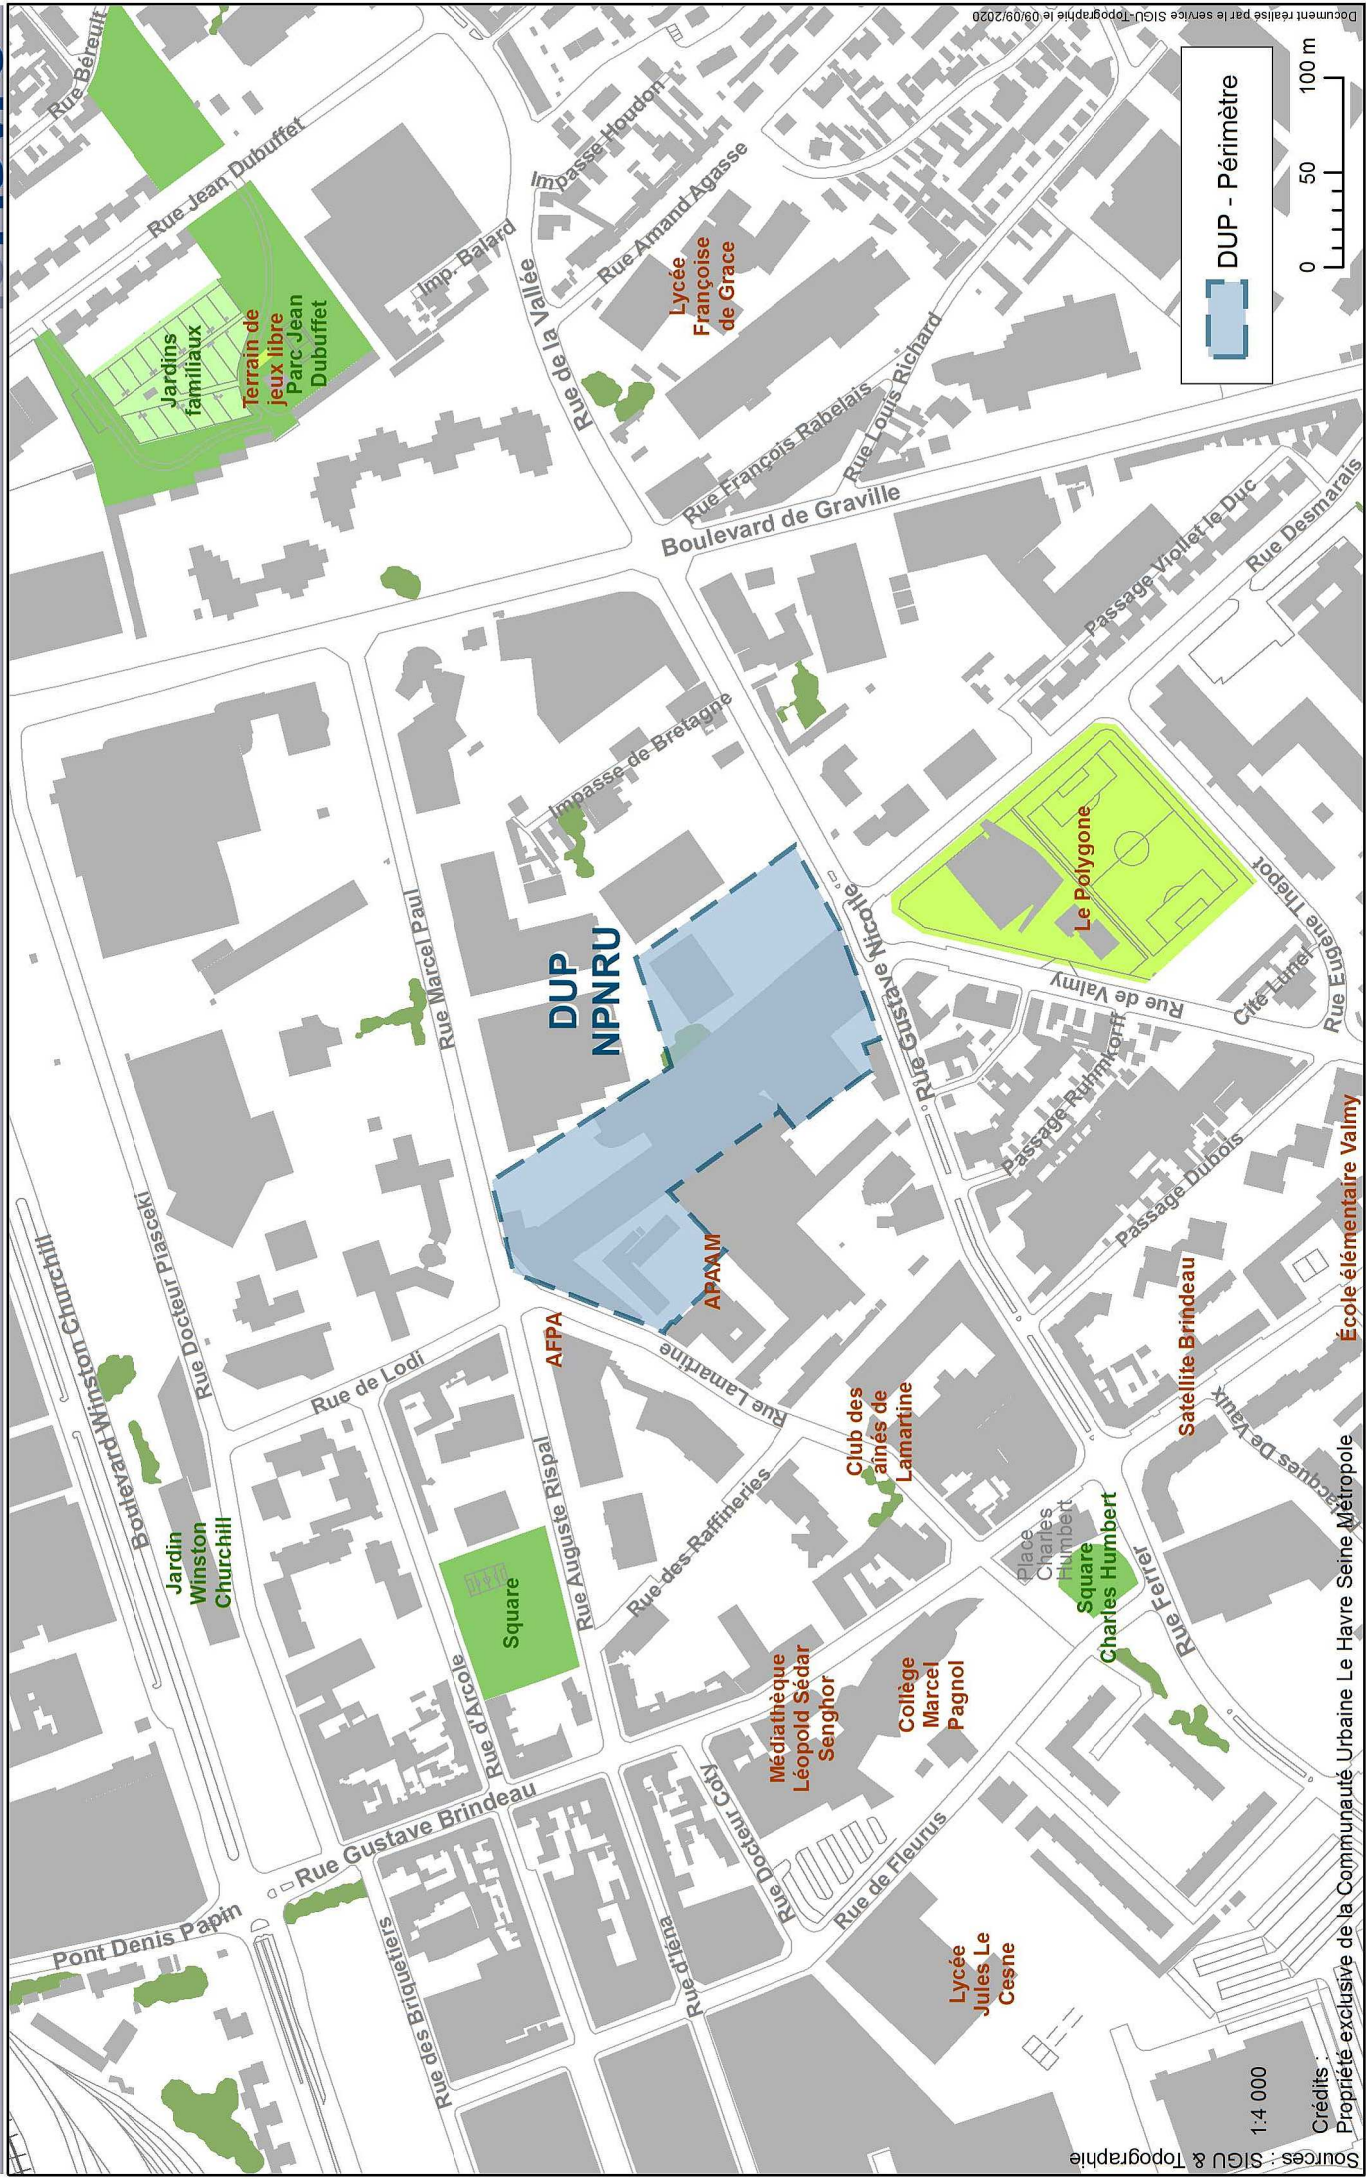 Boulevard Winston Churchill
Rue Docteur Piasceki
Jardin
Winston
Churchill
Pont Denis Papin
Rue Gustave Brindeau
Rue des Briquetiers
Rue d'Arcole
Square
Rue de Lodi
Rue Auguste Rispal
Rue Marcel Paul
AFPA
DUP
NPNRU
APAAM
Rue Lamartine
Rue des Raffineries
Club des
ainés de
Lamartine
Rue d'Iéna
Rue Docteur Coty
Médiathèque
Léopold Sédar
Senghor
Collège
Marcel
Pagnol
Rue de Fleurus
Lycée
Jules Le
Cesne
Place
Charles
Humbert
Square
Charles Humbert
Rue Ferrer
Satellite Brindeau
R Jacques De Vaulx
École élémentaire Valmy
Passage Dubois
Passage Ruhmkorff
Rue Gustave Nicolle
Rue de Valmy
Cité Lunel
Rue Eugène Thépot
Le Polygone
Impasse de Bretagne
Boulevard de Graville
Passage Viollet le Duc
Rue Desmarais
Rue François Rabelais
Rue Louis Richard
Lycée
Françoise
de Grace
Rue Amand Agasse
Impasse Houdon
Rue de la Vallée
Imp. Balard
Rue Jean Dubuffet
Rue Béreult
Jardins
familiaux
Terrain de
jeux libre
Parc Jean
Dubuffet
DUP - Périmètre
0 50 100 m
1:4 000
Crédits :
Propriété exclusive de la Communauté Urbaine Le Havre Seine Métropole
Sources : SIGU & Topographie
Document réalisé par le service SIGU-Topographie le 09/09/2020